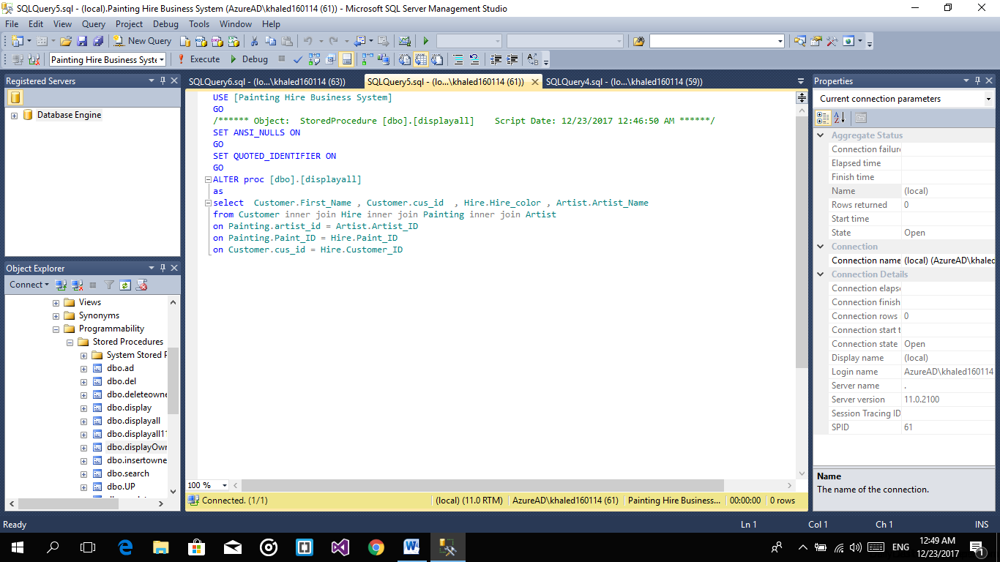 SQLQuery5.sql - (local).Painting Hire Business System (AzureAD\khaled160114 (61)) - Microsoft SQL Server Management Studio
File Edit View Query Project Debug Tools Window Help
New Query
Painting Hire Business Syste Execute Debug
Registered Servers
Database Engine
Object Explorer
Connect
Views
Synonyms
Programmability
Stored Procedures
System Stored P
dbo.ad
dbo.del
dbo.deleteowne
dbo.display
dbo.displayall
dbo.displayall1
dbo.displayOwn
dbo.insertowne
dbo.search
dbo.UP
SQLQuery6.sql - (lo...\khaled160114 (63)) SQLQuery5.sql - (lo...\khaled160114 (61)) SQLQuery4.sql - (lo...\khaled160114 (59))
USE [Painting Hire Business System]
GO
/****** Object:  StoredProcedure [dbo].[displayall]    Script Date: 12/23/2017 12:46:50 AM ******/
SET ANSI_NULLS ON
GO
SET QUOTED_IDENTIFIER ON
GO
ALTER proc [dbo].[displayall]
as
select  Customer.First_Name , Customer.cus_id  , Hire.Hire_color , Artist.Artist_Name
from Customer inner join Hire inner join Painting inner join Artist
on Painting.artist_id = Artist.Artist_ID
on Painting.Paint_ID = Hire.Paint_ID
on Customer.cus_id = Hire.Customer_ID
100 %
Connected. (1/1) (local) (11.0 RTM) AzureAD\khaled160114 (61) Painting Hire Business... 00:00:00 0 rows
Properties
Current connection parameters
Aggregate Status
Connection failure
Elapsed time
Finish time
Name (local)
Rows returned 0
Start time
State Open
Connection
Connection name (local) (AzureAD\khaled
Connection Details
Connection elapse
Connection finish
Connection rows 0
Connection start t
Connection state Open
Display name (local)
Login name AzureAD\khaled160114
Server name .
Server version 11.0.2100
Session Tracing ID
SPID 61
Name
The name of the connection.
Ready Ln 1 Col 1 Ch 1 INS
ENG 12:49 AM
12/23/2017
1